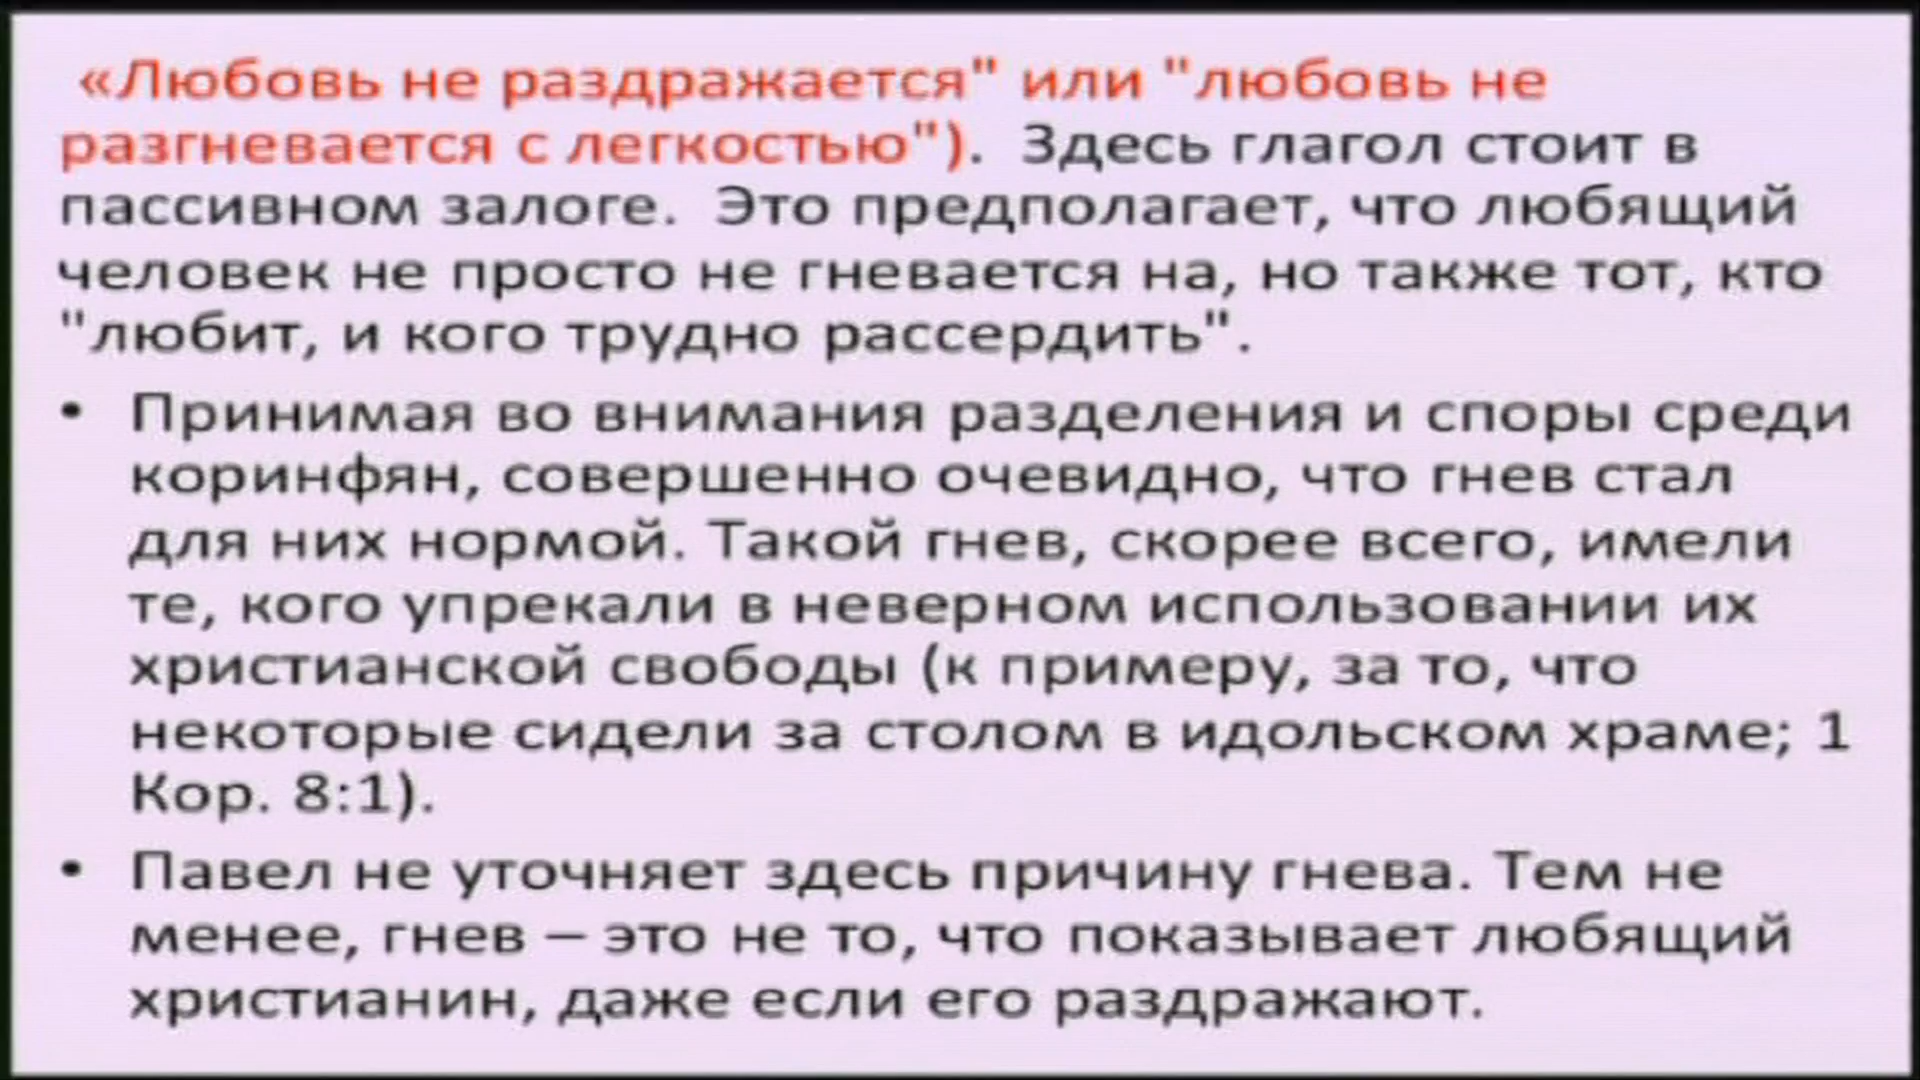 «Любовь не раздражается" или "любовь не
разгневается с легкостью"). Здесь глагол стоит в
пассивном залоге. Это предполагает, что любящий
человек не просто не гневается на, но также тот, кто
"любит, и кого трудно рассердить".
• Принимая во внимания разделения и споры среди
коринфян, совершенно очевидно, что гнев стал
для них нормой. Такой гнев, скорее всего, имели
те, кого упрекали в неверном использовании их
христианской свободы (к примеру, за то, что
некоторые сидели за столом в идольском храме; 1
Кор. 8:1).
• Павел не уточняет здесь причину гнева. Тем не
менее, гнев – это не то, что показывает любящий
христианин, даже если его раздражают.